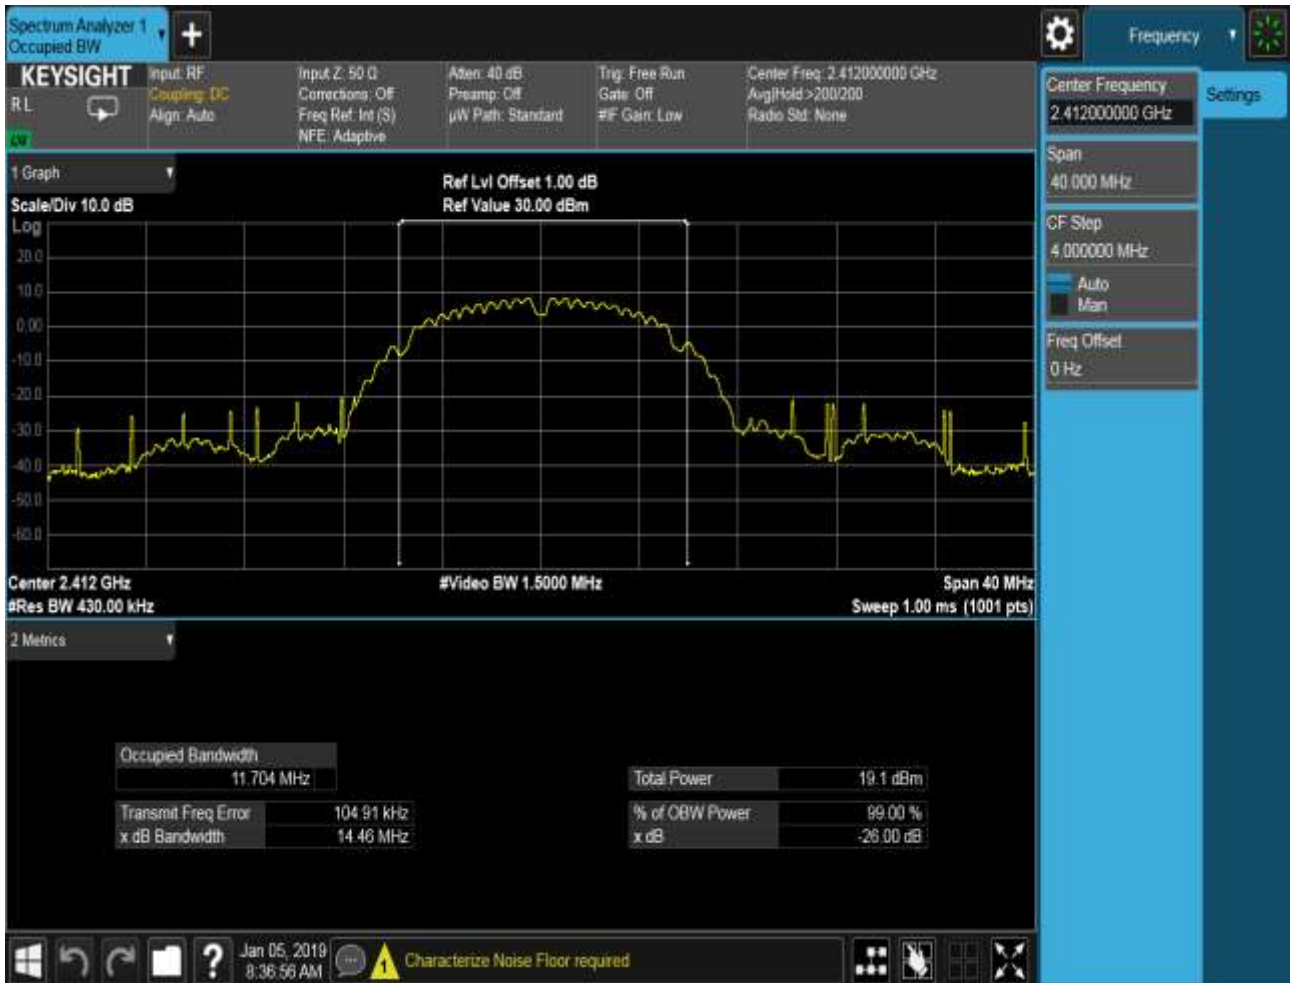 Spectrum Analyzer 1
Occupied BW
Frequency
KEYSIGHT
R L
Input: RF
Coupling: DC
Align: Auto
Input Z: 50 Ω
Corrections: Off
Freq Ref: Int (S)
NFE: Adaptive
Atten: 40 dB
Preamp: Off
µW Path: Standard
Trig: Free Run
Gate: Off
#IF Gain: Low
Center Freq: 2.412000000 GHz
Avg|Hold:>200/200
Radio Std: None
Center Frequency
2.412000000 GHz
Settings
Span
40.000 MHz
CF Step
4.000000 MHz
Auto
Man
Freq Offset
0 Hz
1 Graph
Scale/Div 10.0 dB
Ref Lvl Offset 1.00 dB
Ref Value 30.00 dBm
Log
20.0
10.0
0.00
-10.0
-20.0
-30.0
-40.0
-50.0
-60.0
Center 2.412 GHz
#Video BW 1.5000 MHz
Span 40 MHz
#Res BW 430.00 kHz
Sweep 1.00 ms (1001 pts)
2 Metrics
Occupied Bandwidth
11.704 MHz
Total Power 19.1 dBm
Transmit Freq Error 104.91 kHz
% of OBW Power 99.00 %
x dB Bandwidth 14.46 MHz
x dB -26.00 dB
?
Jan 05, 2019
8:36:56 AM
1
Characterize Noise Floor required